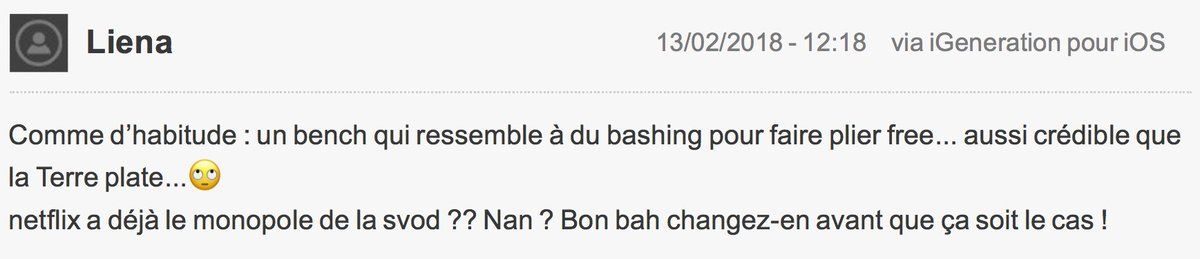 Liena
13/02/2018 - 12:18 via iGeneration pour iOS
Comme d’habitude : un bench qui ressemble à du bashing pour faire plier free... aussi crédible que
la Terre plate...🙄
netflix a déjà le monopole de la svod ?? Nan ? Bon bah changez-en avant que ça soit le cas !